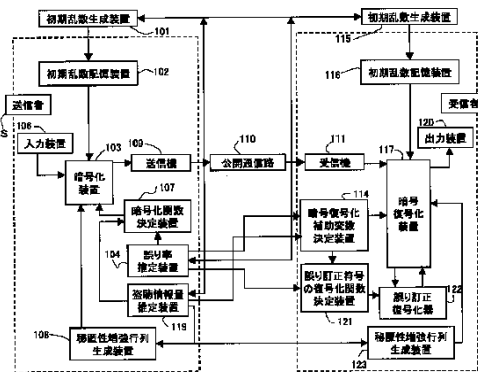 初期乱数生成装置
101
初期乱数生成装置
115
初期乱数記憶装置
102
初期乱数記憶装置
116
送信者
S
受信者
106
入力装置
103
暗号化
装置
109
送信機
110
公開通信路
111
受信機
117
暗号
復号化
装置
120
出力装置
107
暗号化関数
決定装置
114
暗号復号化
補助変数
決定装置
104
誤り率
推定装置
誤り訂正符号
の復号化関数
決定装置
121
盗聴情報量
推定装置
119
誤り訂正
復号化器
122
108
秘匿性増強行列
生成装置
秘匿性増強行列
生成装置
123